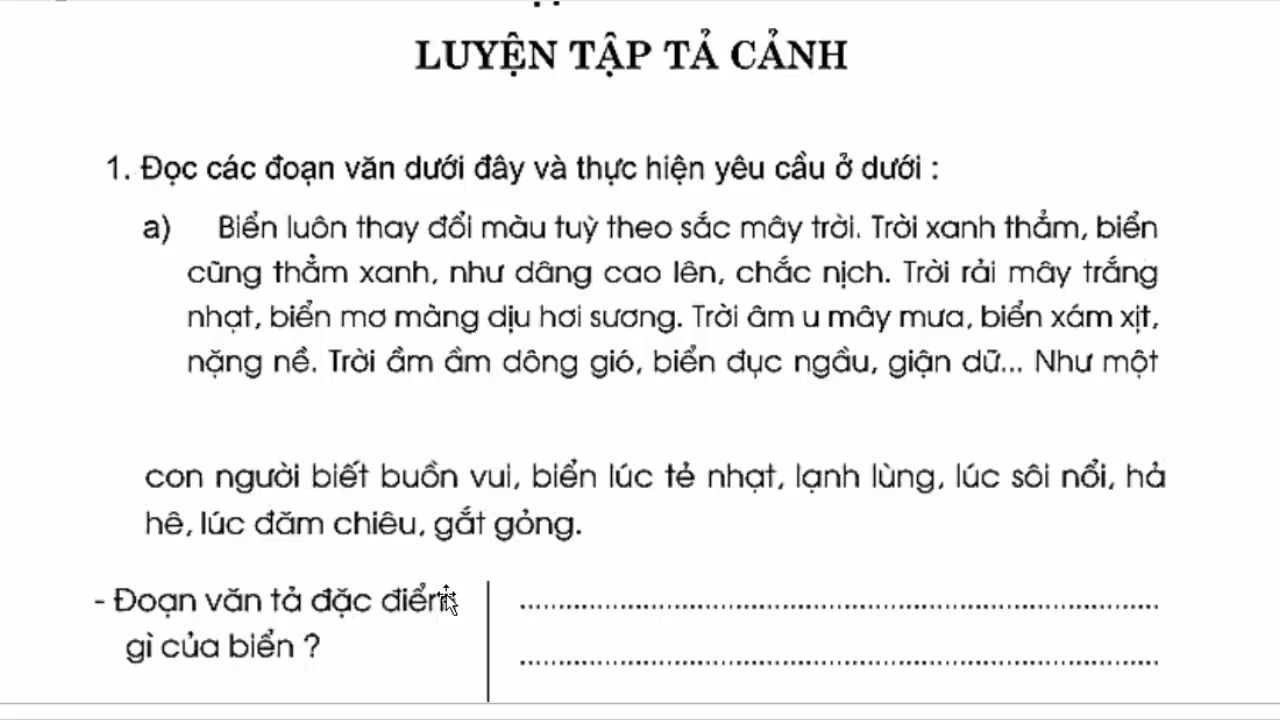 LUYỆN TẬP TẢ CẢNH
1. Đọc các đoạn văn dưới đây và thực hiện yêu cầu ở dưới :
a) Biển luôn thay đổi màu tuỳ theo sắc mây trời. Trời xanh thẳm, biển
cũng thẳm xanh, như dâng cao lên, chắc nịch. Trời rải mây trắng
nhạt, biển mơ màng dịu hơi sương. Trời âm u mây mưa, biển xám xịt,
nặng nề. Trời ầm ầm dông gió, biển đục ngầu, giận dữ... Như một
con người biết buồn vui, biển lúc tẻ nhạt, lạnh lùng, lúc sôi nổi, hả
hê, lúc đăm chiêu, gắt gỏng.
- Đoạn văn tả đặc điểm
gì của biển ?